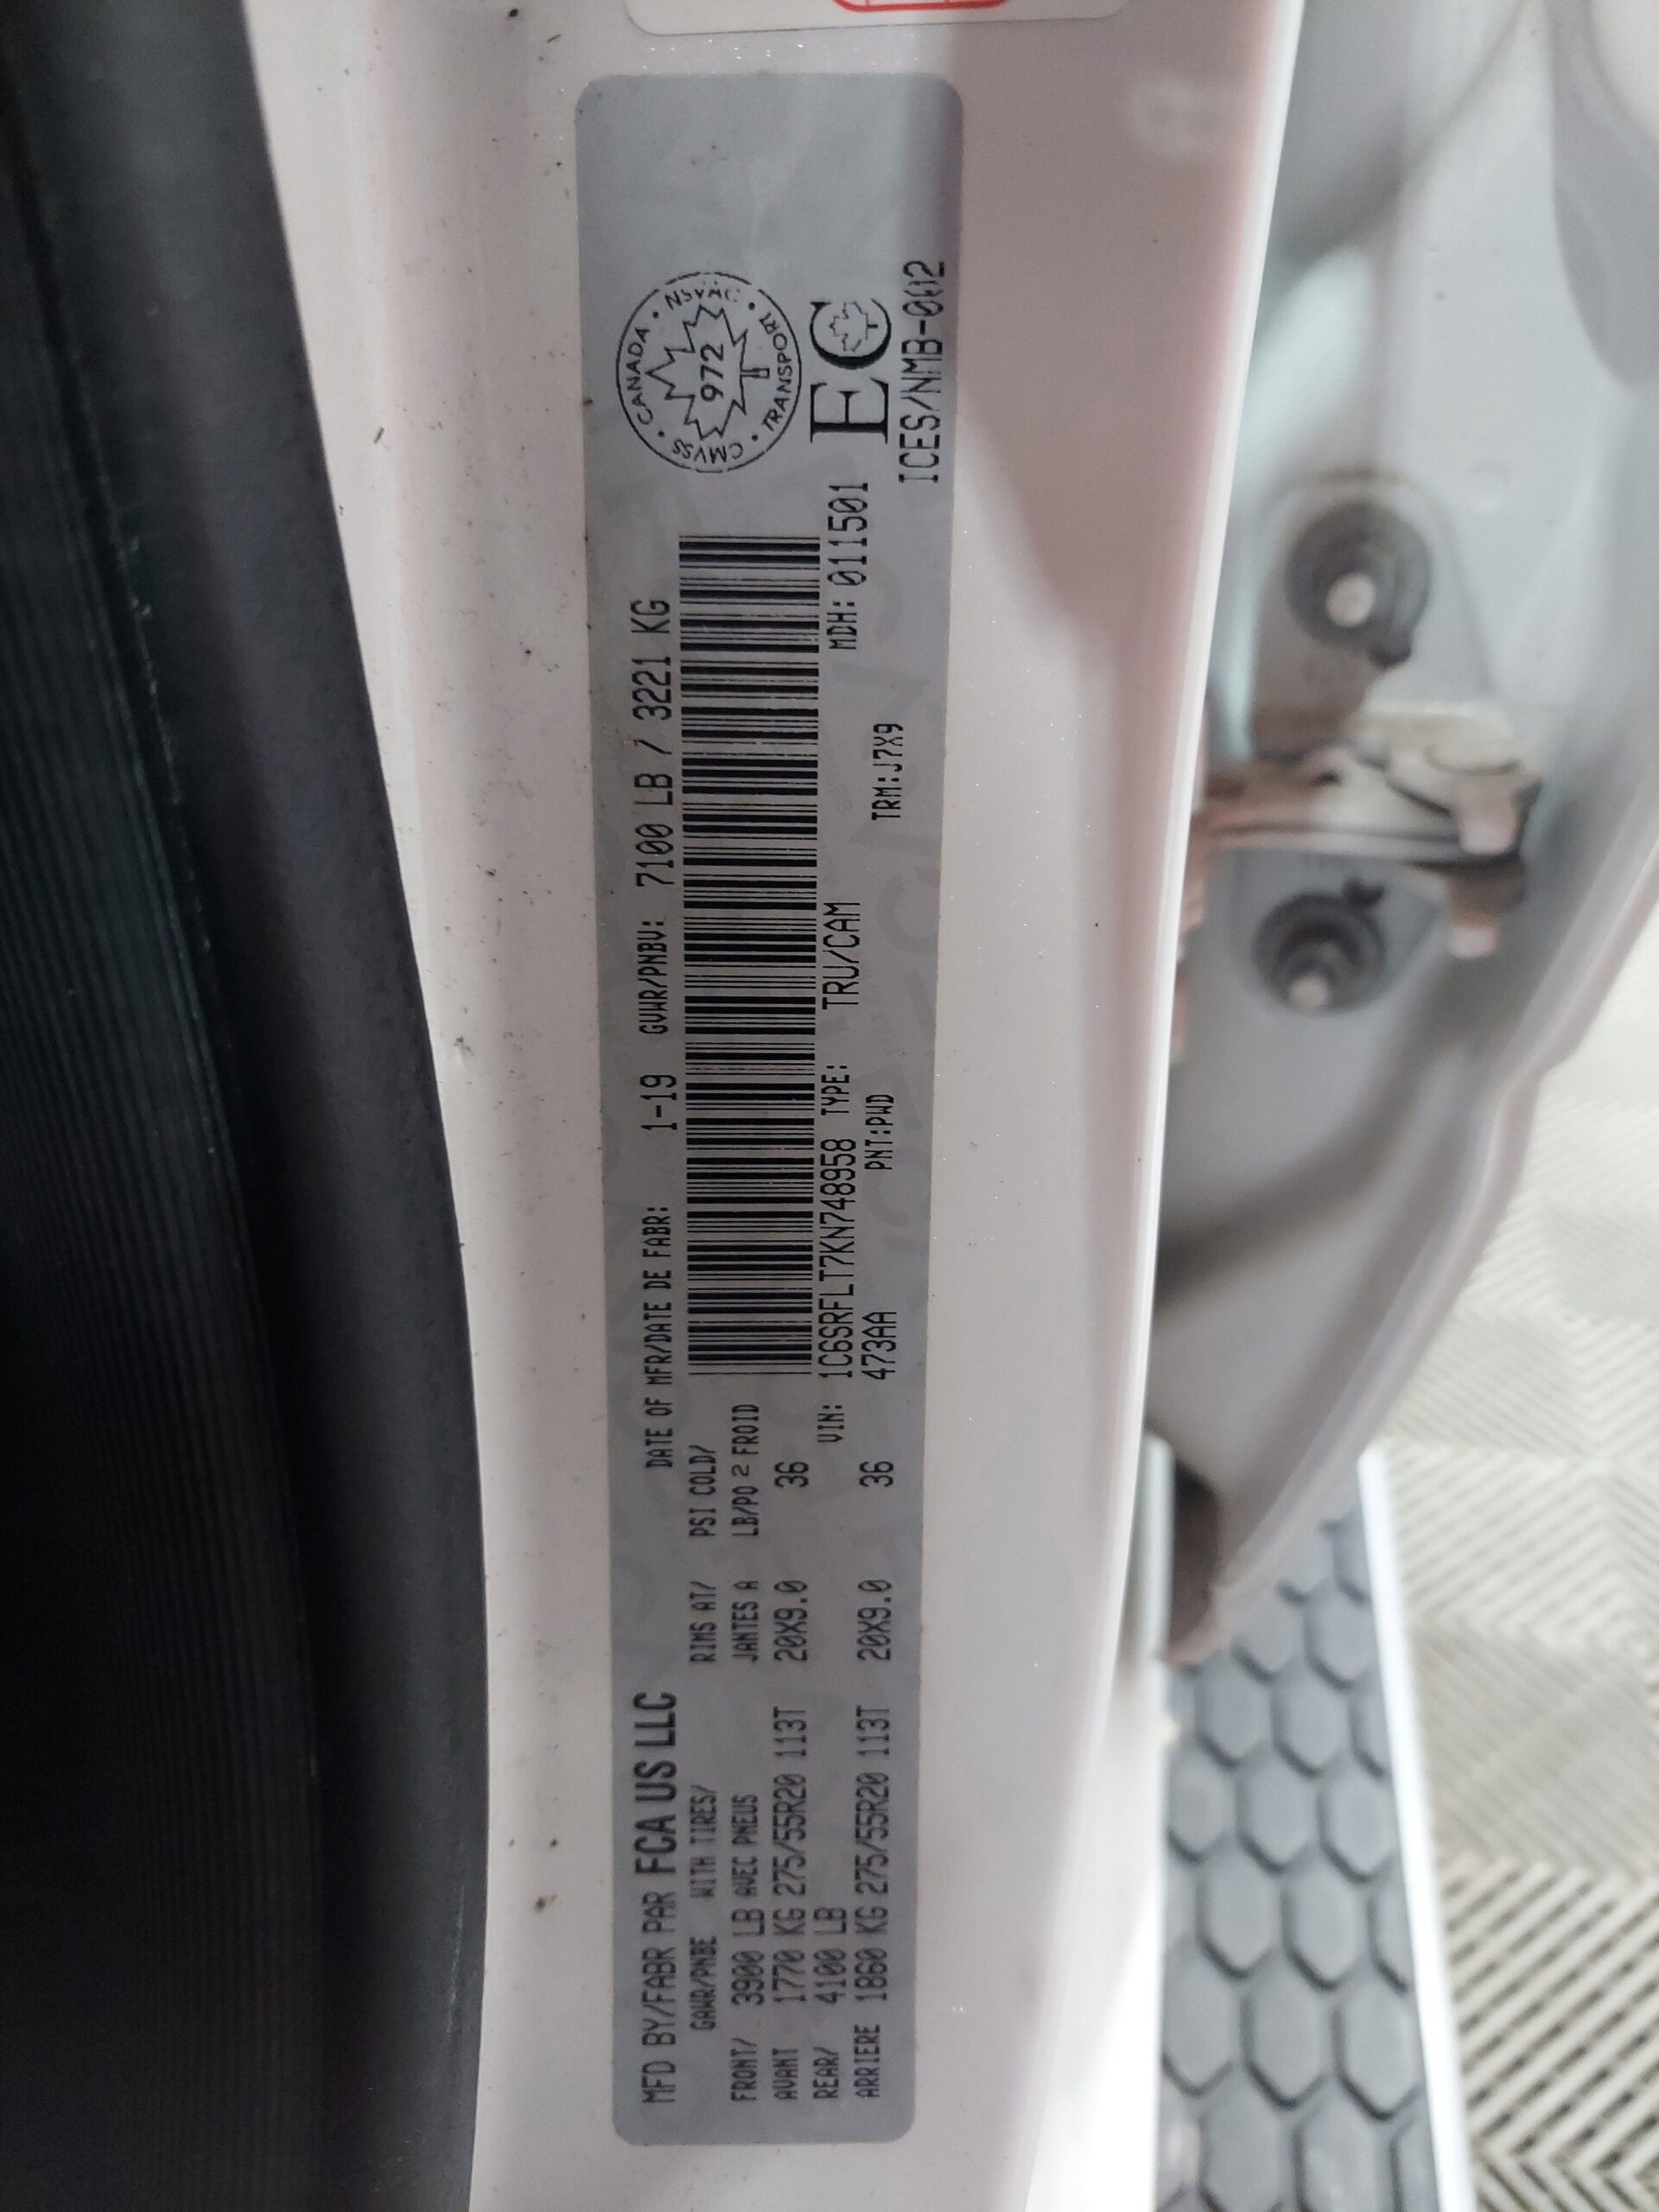 MFD BY/FABR PAR FCA US LLC
DATE OF MFR/DATE DE FABR: 1-19 GVWR/PNBV: 7100 LB / 3221 KG
GAWR/PNBE WITH TIRES/ RIMS AT/ PSI COLD/
FRONT/ 3900 LB AVEC PNEUS JANTES A LB/PO 2 FROID
AVANT 1770 KG 275/55R20 113T 20X9.0 36
REAR/ 4100 LB
ARRIERE 1860 KG 275/55R20 113T 20X9.0 36
VIN: 1C6SRFLT7KN748958 TYPE: TRU/CAM MDH: 011501
473AA PNT:PWD TRM:J7X9
CANADA • NSVAC • TRANSPORT • CMVSS •
972
EC
ICES/NMB-002